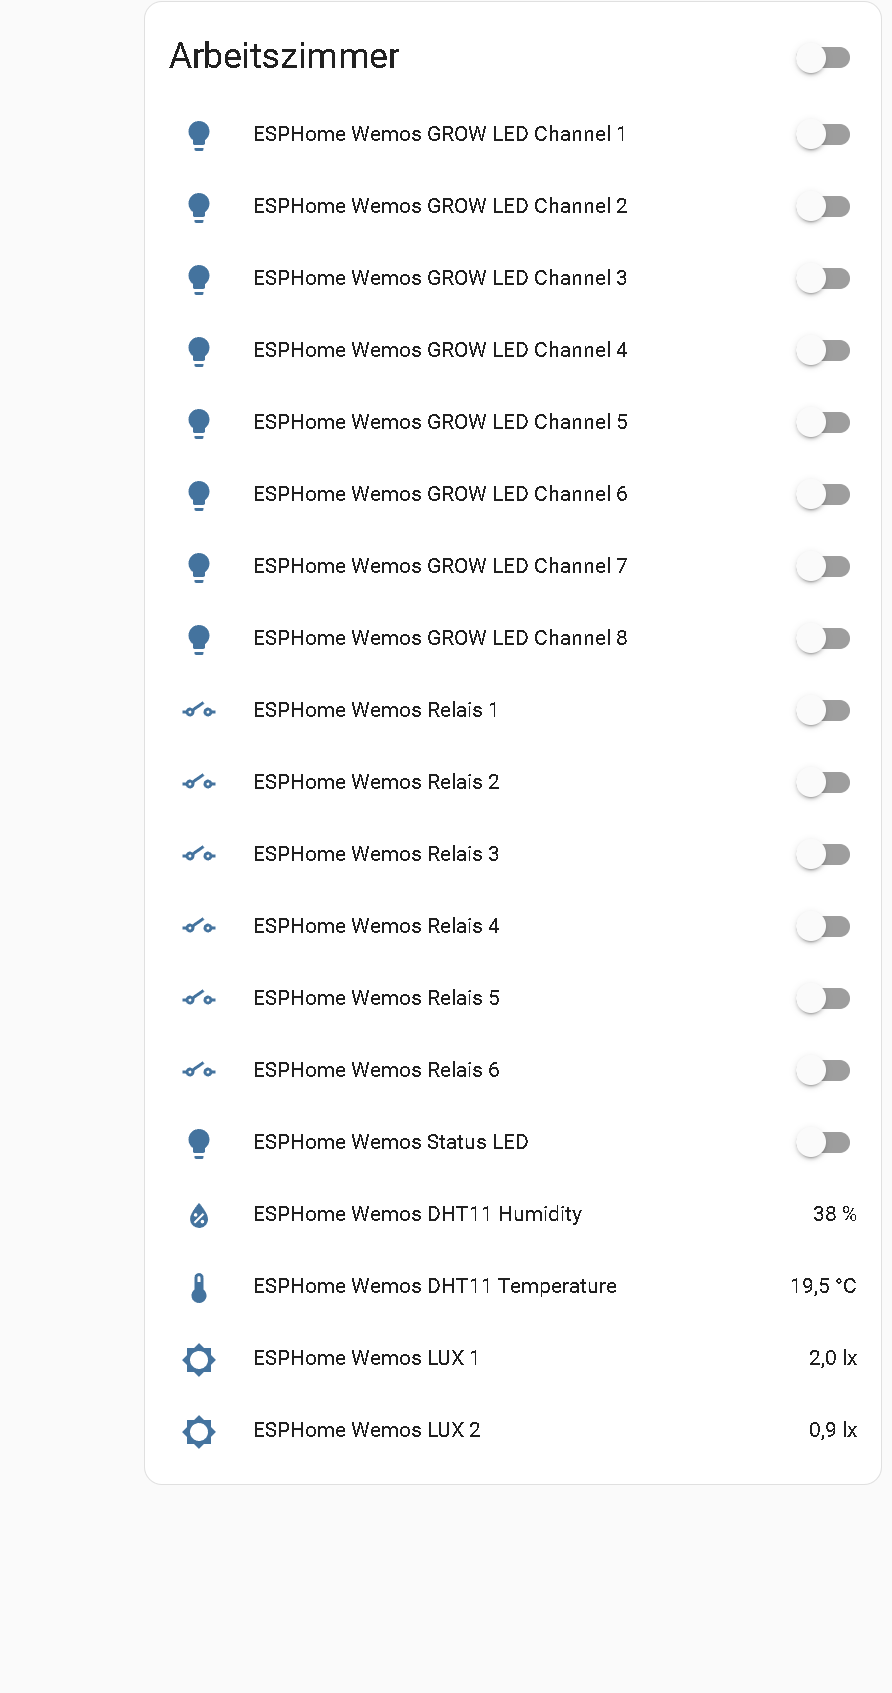 Arbeitszimmer
ESPHome Wemos GROW LED Channel 1
ESPHome Wemos GROW LED Channel 2
ESPHome Wemos GROW LED Channel 3
ESPHome Wemos GROW LED Channel 4
ESPHome Wemos GROW LED Channel 5
ESPHome Wemos GROW LED Channel 6
ESPHome Wemos GROW LED Channel 7
ESPHome Wemos GROW LED Channel 8
ESPHome Wemos Relais 1
ESPHome Wemos Relais 2
ESPHome Wemos Relais 3
ESPHome Wemos Relais 4
ESPHome Wemos Relais 5
ESPHome Wemos Relais 6
ESPHome Wemos Status LED
ESPHome Wemos DHT11 Humidity 38 %
ESPHome Wemos DHT11 Temperature 19,5 °C
ESPHome Wemos LUX 1 2,0 lx
ESPHome Wemos LUX 2 0,9 lx